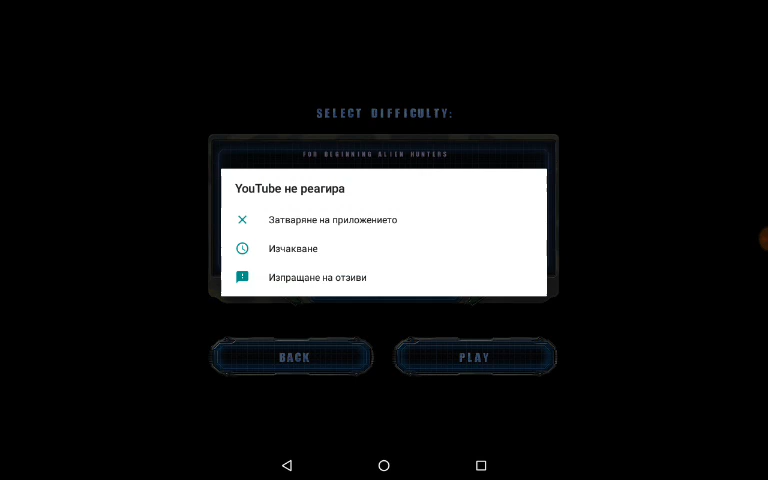 SELECT DIFFICULTY:
FOR BEGINNING ALIEN HUNTERS
YouTube не реагира
Затваряне на приложението
Изчакване
Изпращане на отзиви
BACK PLAY